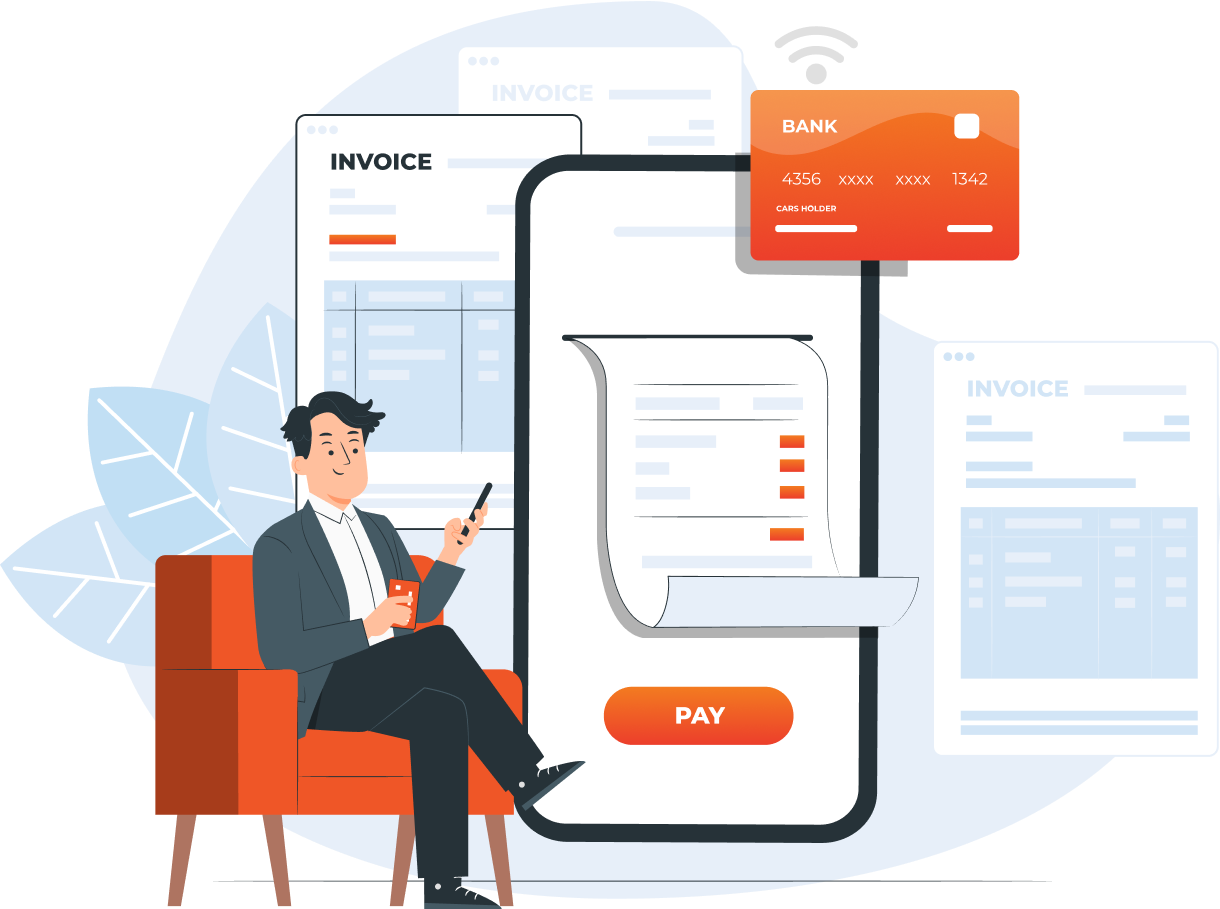 INVOICE
INVOICE
BANK
4356 xxxx xxxx 1342
CARS HOLDER
INVOICE
PAY